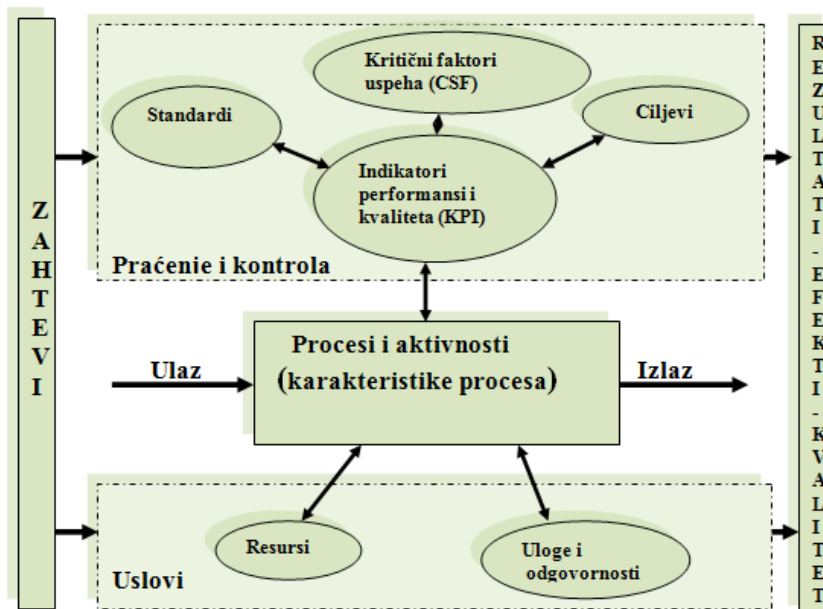 ZAHTEVI
Kritični faktori
uspeha (CSF)
Standardi
Ciljevi
Indikatori
performansi i
kvaliteta (KPI)
Praćenje i kontrola
Procesi i aktivnosti
(karakteristike procesa)
Ulaz
Izlaz
Resursi
Uloge i
odgovornosti
Uslovi
REZULTATI-EFEKTI-KVALITET